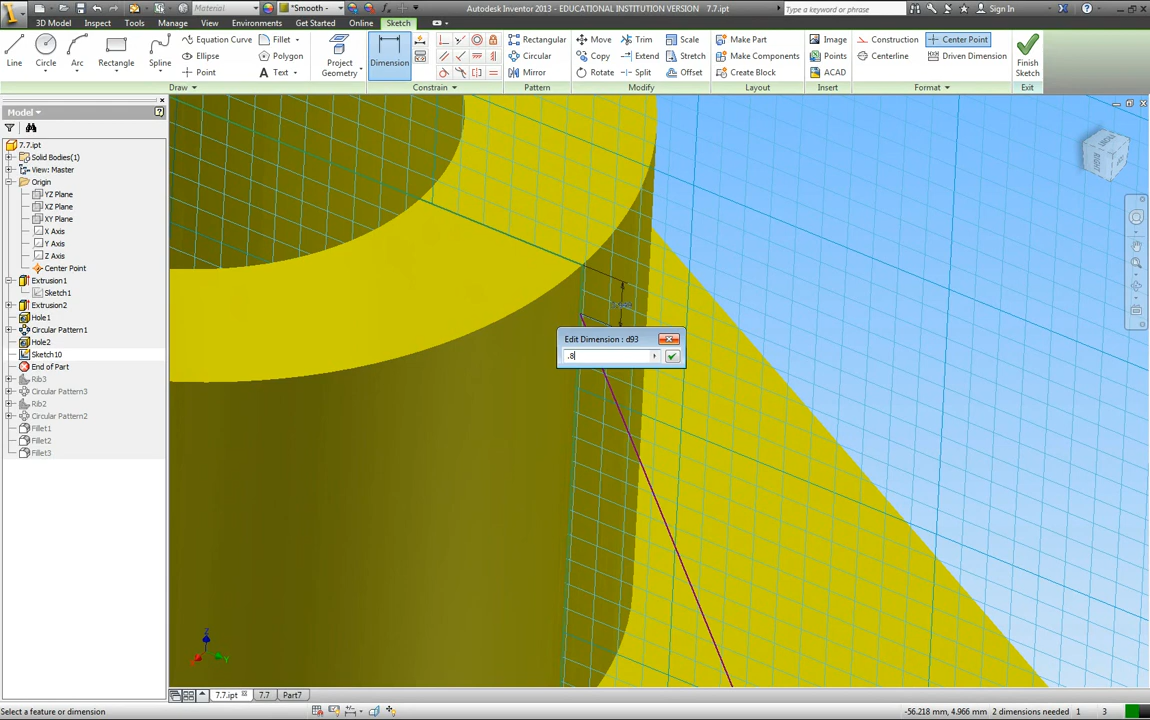 Material
*Smooth
Autodesk Inventor 2013 - EDUCATIONAL INSTITUTION VERSION 7.7.ipt
Type a keyword or phrase
Sign In
3D Model
Inspect
Tools
Manage
View
Environments
Get Started
Online
Sketch
Line
Circle
Arc
Rectangle
Spline
Equation Curve
Ellipse
Point
Fillet
Polygon
Text
Project
Geometry
Dimension
Rectangular
Circular
Mirror
Move
Copy
Rotate
Trim
Extend
Split
Scale
Stretch
Offset
Make Part
Make Components
Create Block
Image
Points
ACAD
Construction
Centerline
Center Point
Driven Dimension
Finish
Sketch
Draw
Constrain
Pattern
Modify
Layout
Insert
Format
Exit
Model
7.7.ipt
Solid Bodies(1)
View: Master
Origin
YZ Plane
XZ Plane
XY Plane
X Axis
Y Axis
Z Axis
Center Point
Extrusion1
Sketch1
Extrusion2
Hole1
Circular Pattern1
Hole2
Sketch10
End of Part
Rib3
Circular Pattern3
Rib2
Circular Pattern2
Fillet1
Fillet2
Fillet3
Edit Dimension : d93
.8
RIGHT
Z
Y
7.7.ipt
7.7
Part7
Select a feature or dimension
-56.218 mm, 4.966 mm
2 dimensions needed
1
3